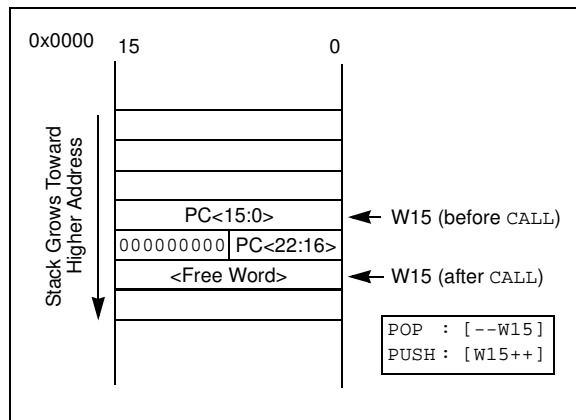 0x0000
15 0
Stack Grows Toward
Higher Address
PC<15:0>
W15 (before CALL)
000000000 PC<22:16>
<Free Word>
W15 (after CALL)
POP : [--W15]
PUSH : [W15++]